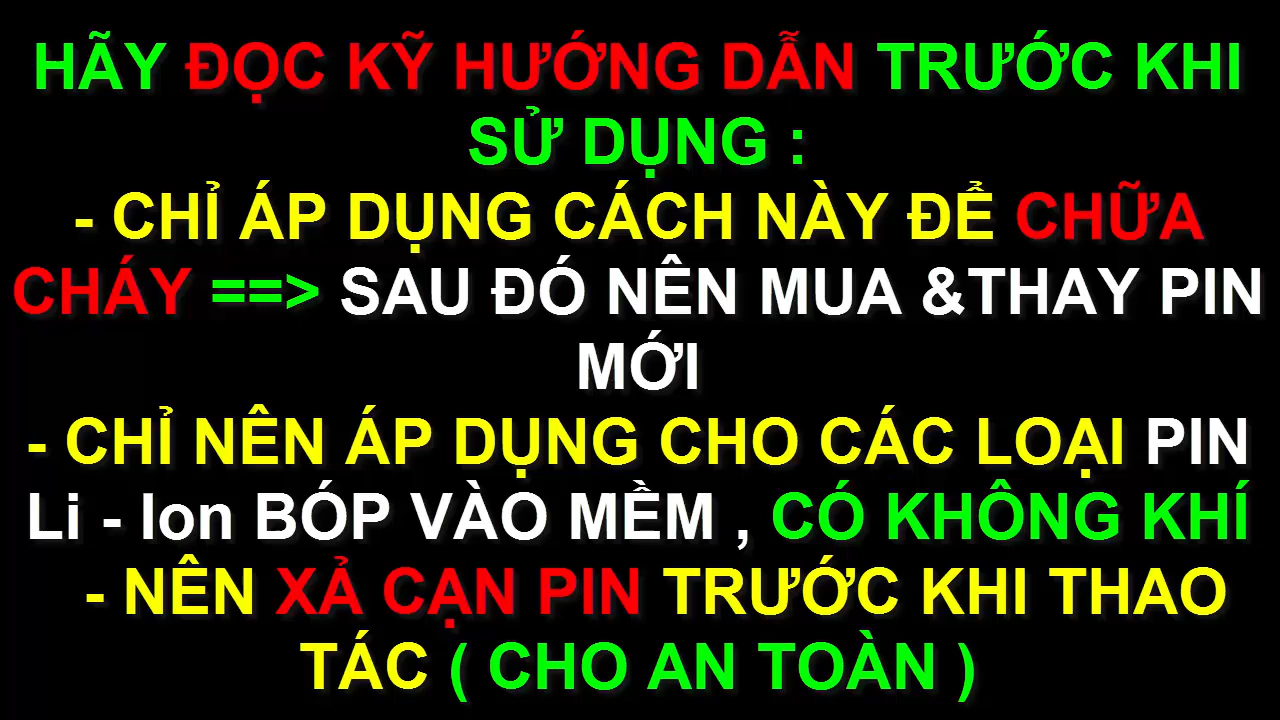 HÃY ĐỌC KỸ HƯỚNG DẪN TRƯỚC KHI
SỬ DỤNG :
- CHỈ ÁP DỤNG CÁCH NÀY ĐỂ CHỮA
CHÁY ==> SAU ĐÓ NÊN MUA &THAY PIN
MỚI
- CHỈ NÊN ÁP DỤNG CHO CÁC LOẠI PIN
Li - Ion BÓP VÀO MỀM , CÓ KHÔNG KHÍ
- NÊN XẢ CẠN PIN TRƯỚC KHI THAO
TÁC ( CHO AN TOÀN )